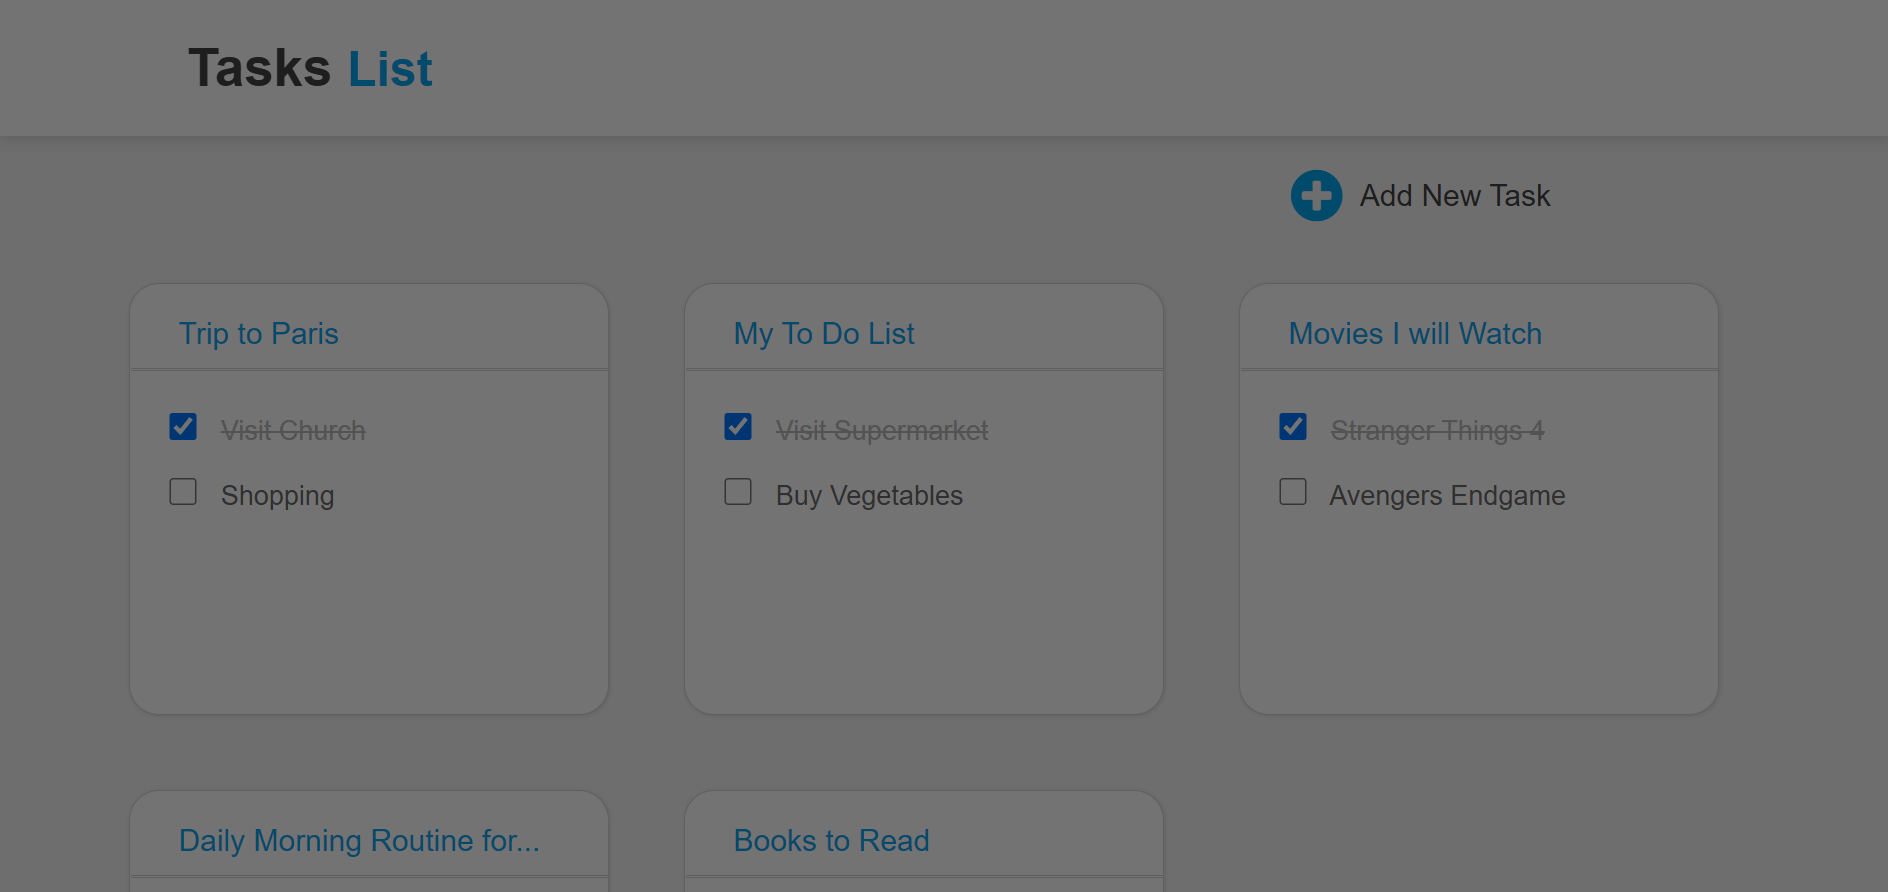 Tasks List
Add New Task
Trip to Paris
Visit Church
Shopping
My To Do List
Visit Supermarket
Buy Vegetables
Movies I will Watch
Stranger Things 4
Avengers Endgame
Daily Morning Routine for...
Books to Read